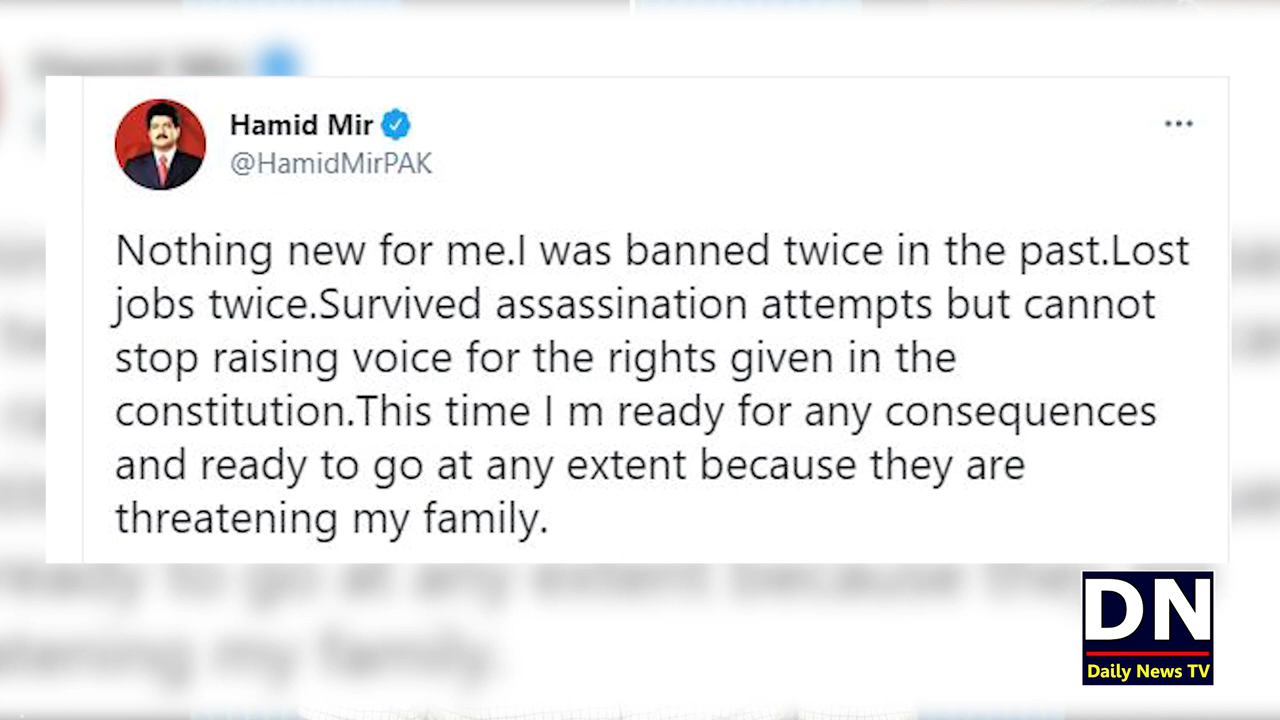 Hamid Mir
@HamidMirPAK
Nothing new for me.I was banned twice in the past.Lost
jobs twice.Survived assassination attempts but cannot
stop raising voice for the rights given in the
constitution.This time I m ready for any consequences
and ready to go at any extent because they are
threatening my family.
DN
Daily News TV